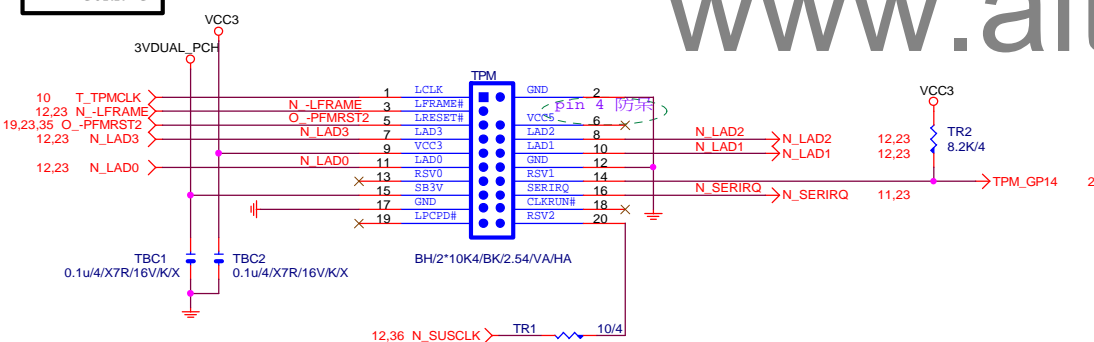 www.alt
VCC3
3VDUAL_PCH
TPM
10 T_TPMCLK 1 LCLK GND 2
12,23 N_-LFRAME N_-LFRAME 3 LFRAME# pin 4 防呆
19,23,35 O_-PFMRST2 O_-PFMRST2 5 LRESET# VCC5 6
12,23 N_LAD3 N_LAD3 7 LAD3 LAD2 8 N_LAD2 N_LAD2 12,23
9 VCC3 LAD1 10 N_LAD1 N_LAD1 12,23
12,23 N_LAD0 N_LAD0 11 LAD0 GND 12
13 RSV0 RSV1 14 TPM_GP14 2
15 SB3V SERIRQ 16 N_SERIRQ N_SERIRQ 11,23
17 GND CLKRUN# 18
19 LPCPD# RSV2 20
VCC3
TR2
8.2K/4
TBC1
0.1u/4/X7R/16V/K/X
TBC2
0.1u/4/X7R/16V/K/X
BH/2*10K4/BK/2.54/VA/HA
12,36 N_SUSCLK TR1 10/4